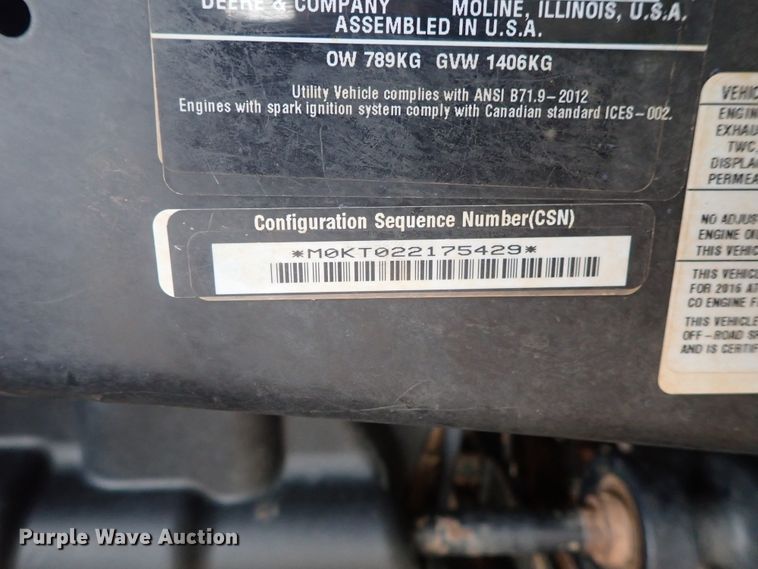 DEERE & COMPANY MOLINE, ILLINOIS, U.S.A.
ASSEMBLED IN U.S.A.
OW 789KG GVW 1406KG
Utility Vehicle complies with ANSI B71.9-2012
Engines with spark ignition system comply with Canadian standard ICES-002.
Configuration Sequence Number(CSN)
*M0KT022175429*
VEHIC
ENGIN
EXHAU
TWC,
DISPLA
PERMEA
NO ADJUS
ENGINE OIL
THIS VEHIC
THIS VEHICL
FOR 2016 AT
CO ENGINE F
THIS VEHICLE
OFF-ROAD SP
AND IS CERTIF
Purple Wave Auction